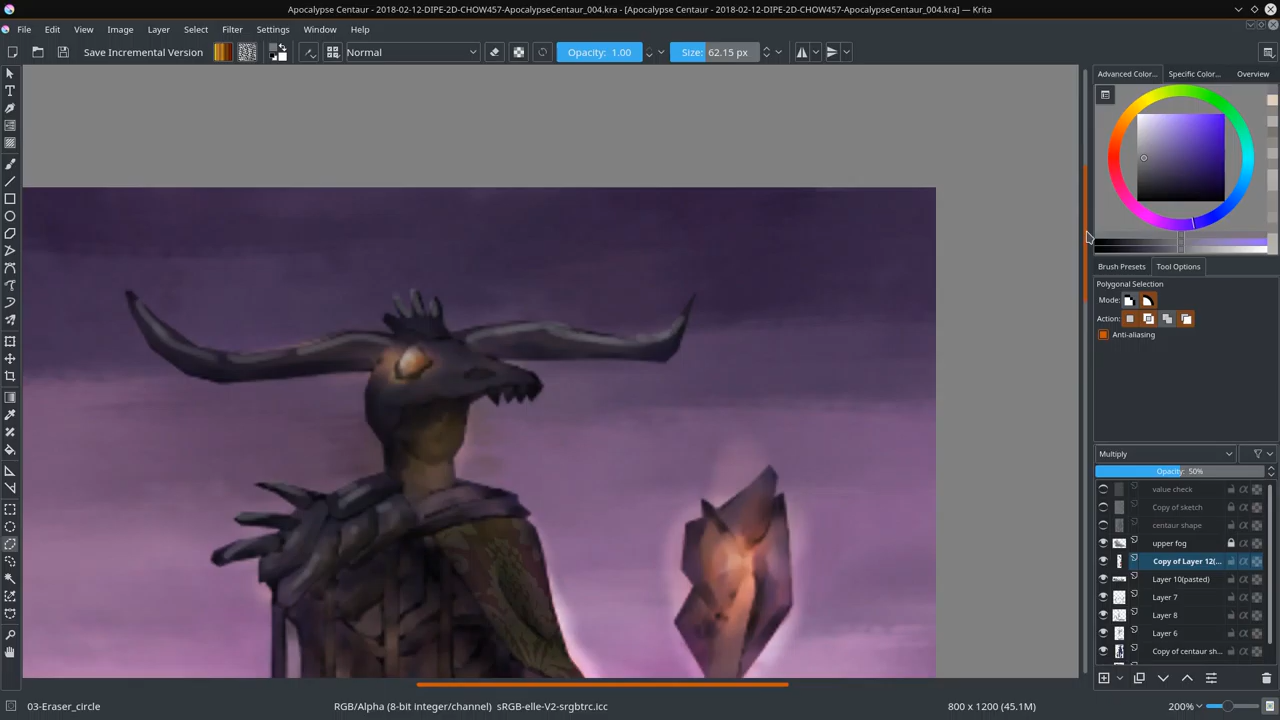 Apocalypse Centaur - 2018-02-12-DIPE-2D-CHOW457-ApocalypseCentaur_004.kra - [Apocalypse Centaur - 2018-02-12-DIPE-2D-CHOW457-ApocalypseCentaur_004.kra] — Krita
File Edit View Image Layer Select Filter Settings Window Help
Save Incremental Version Normal Opacity: 1.00 Size: 62.15 px
Advanced Color... Specific Color... Overview
Brush Presets Tool Options
Polygonal Selection
Mode:
Action:
Anti-aliasing
Multiply
Opacity: 50%
value check
Copy of sketch
centaur shape
upper fog
Copy of Layer 12(...
Layer 10(pasted)
Layer 7
Layer 8
Layer 6
Copy of centaur sh...
03-Eraser_circle RGB/Alpha (8-bit integer/channel) sRGB-elle-V2-srgbtrc.icc 800 x 1200 (45.1M) 200%